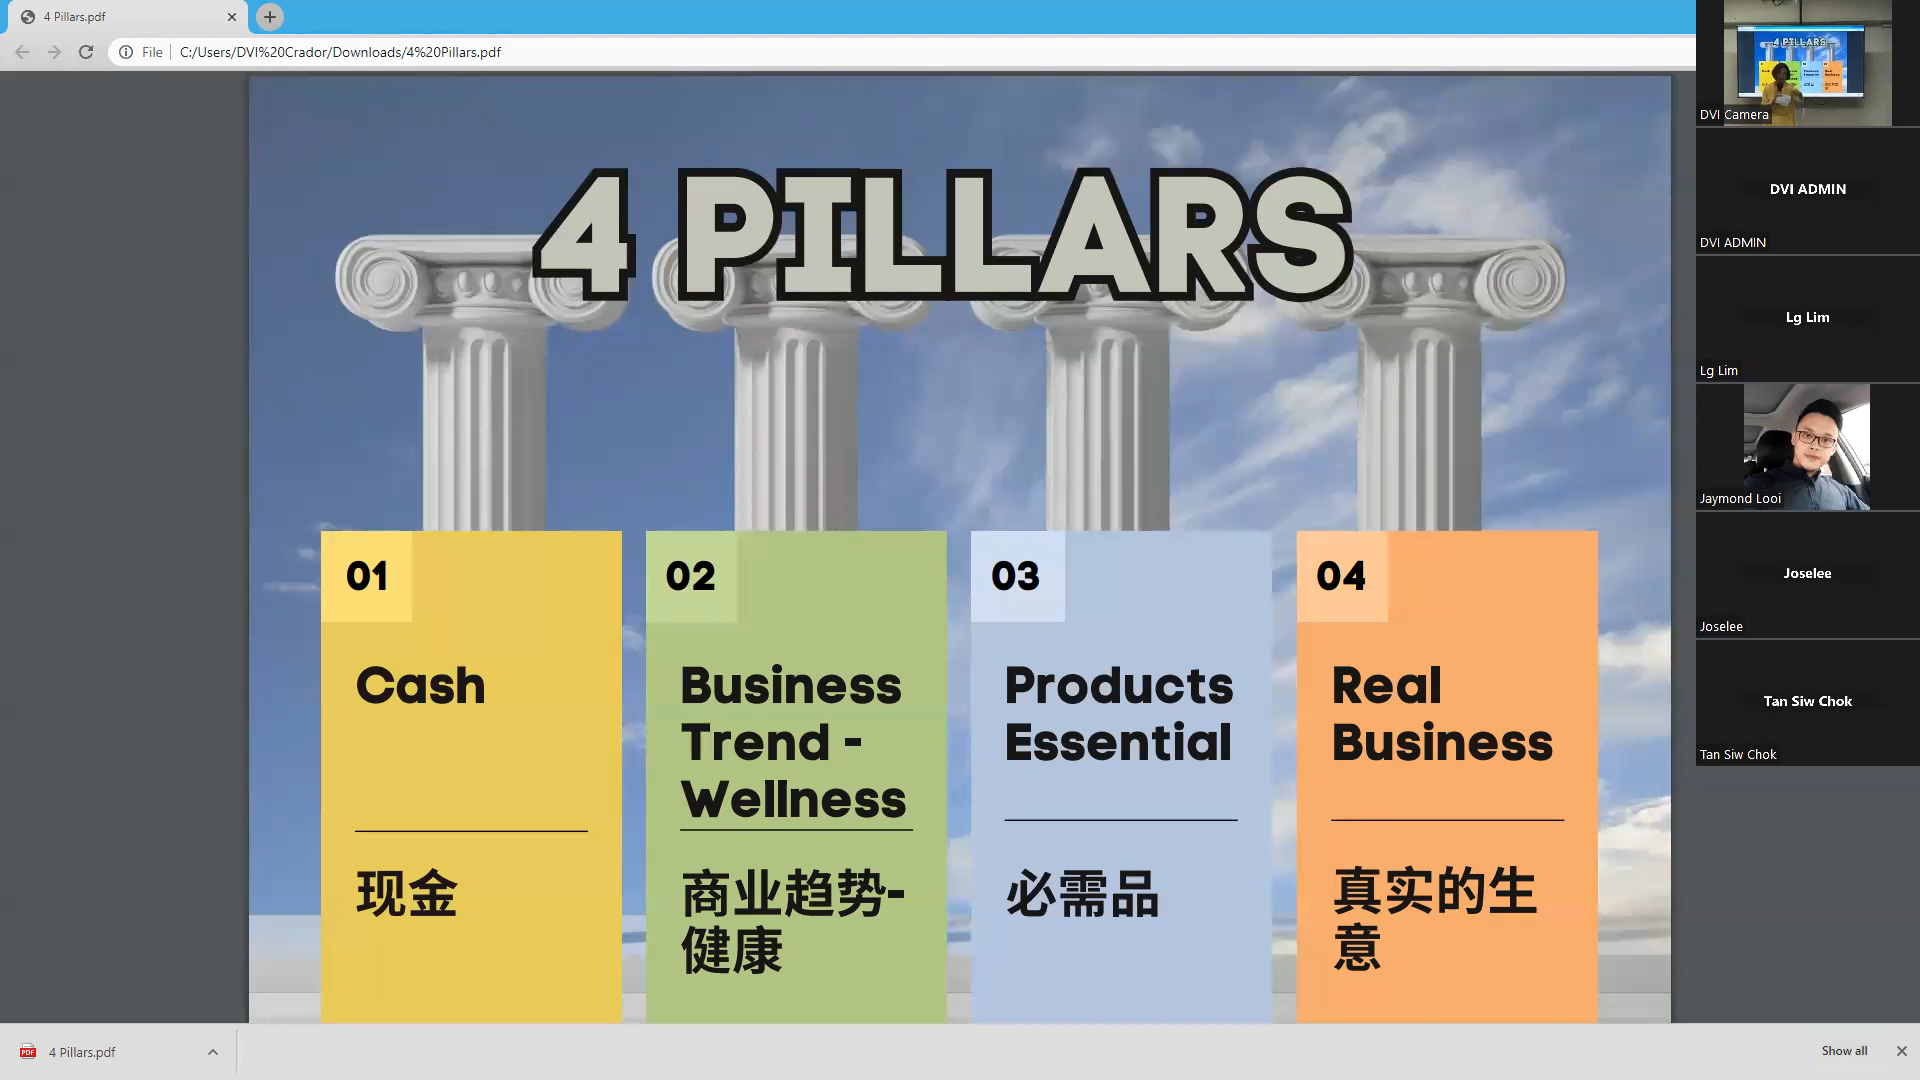 4 Pillars.pdf
File
C:/Users/DVI%20Crador/Downloads/4%20Pillars.pdf
4 PILLARS
01
Cash
现金
02
Business
Trend -
Wellness
商业趋势-
健康
03
Products
Essential
必需品
04
Real
Business
真实的生
意
4 PILLARS
DVI Camera
DVI ADMIN
DVI ADMIN
Lg Lim
Lg Lim
Jaymond Looi
Joselee
Joselee
Tan Siw Chok
Tan Siw Chok
PDF
4 Pillars.pdf
Show all